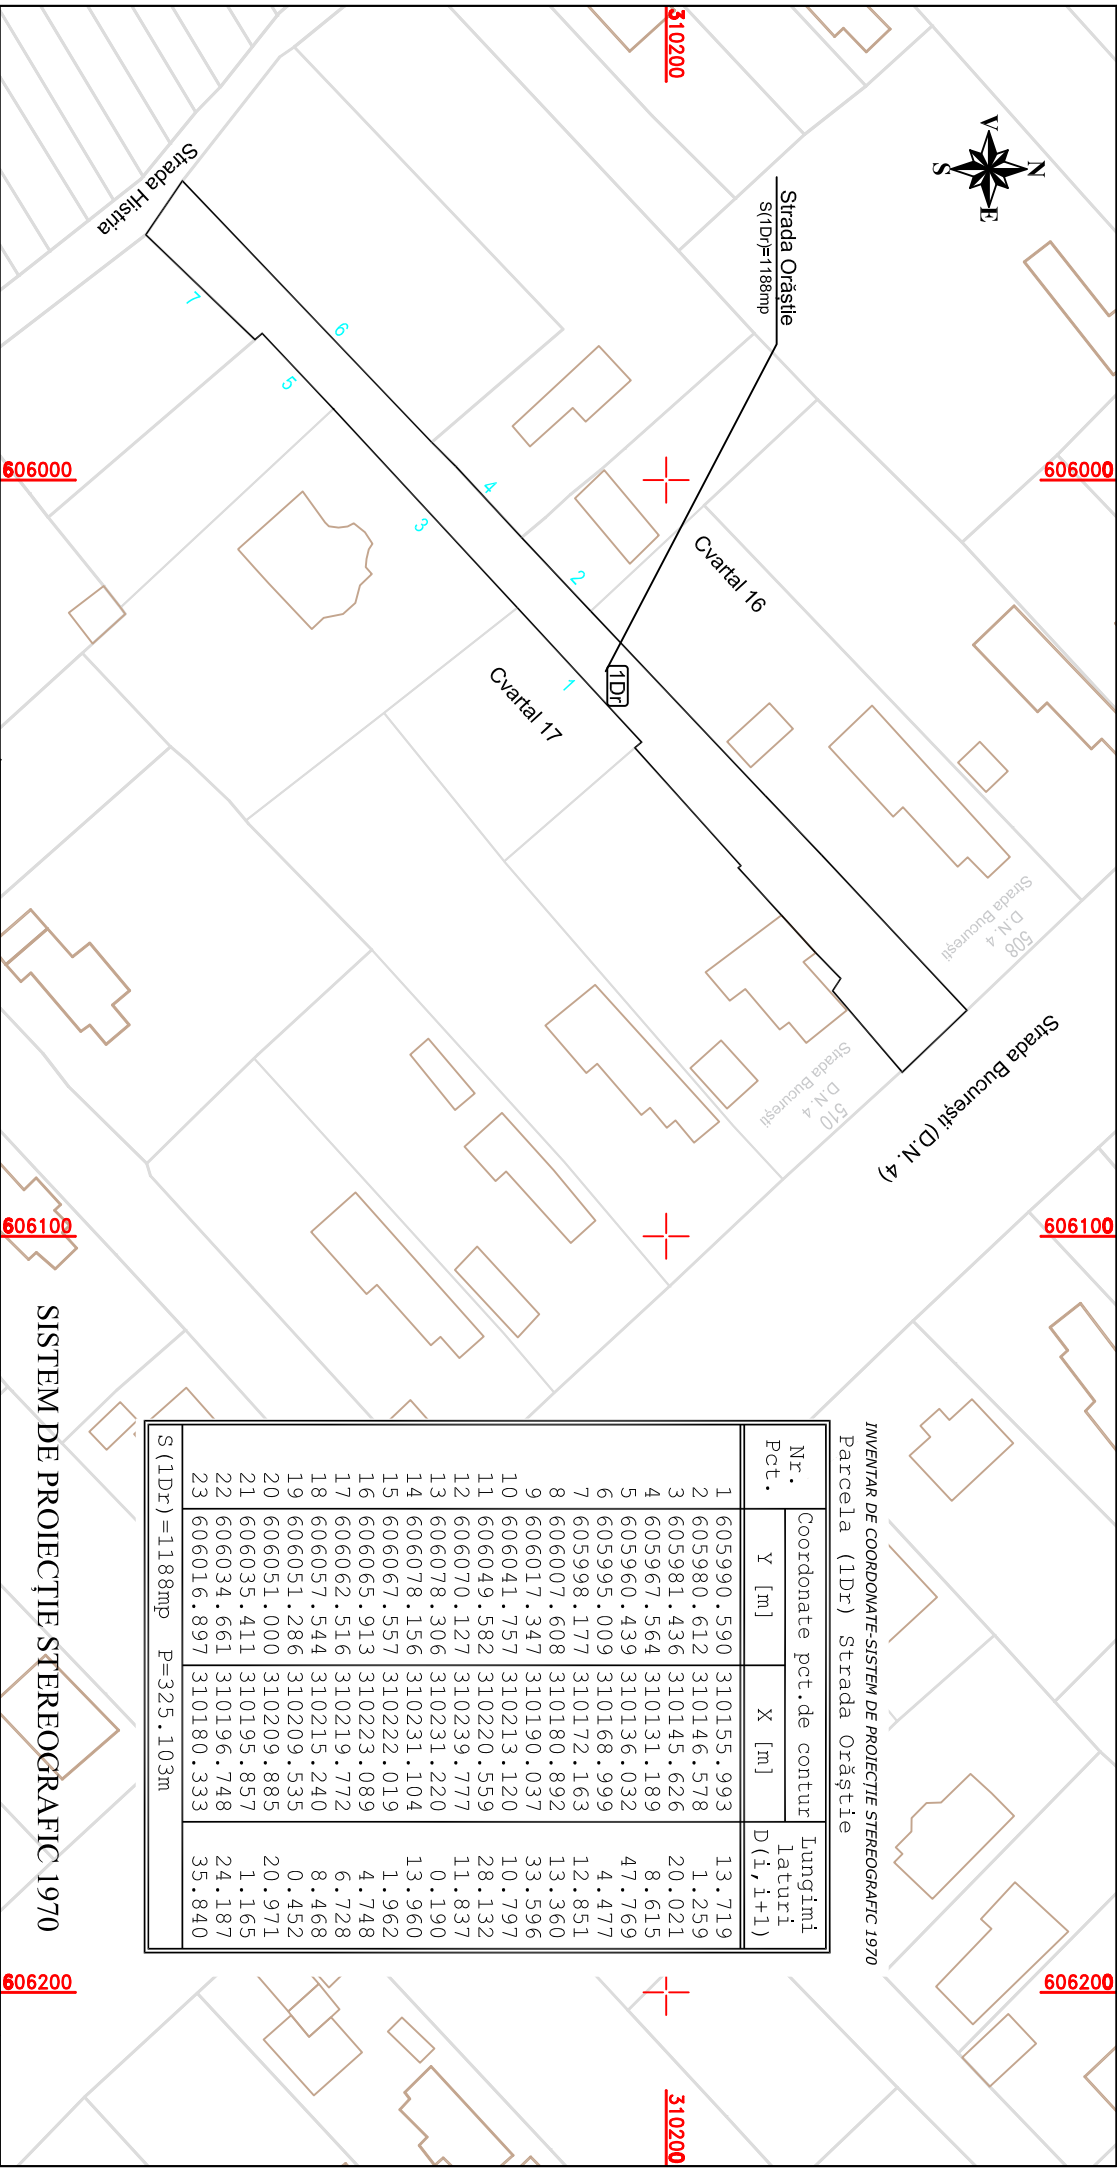 310200
N
V
E
S
Strada Orăștie
S(1Dr)=1188mp
Strada Histria
7
6
5
606000
606000
4
3
2
1
Cvartal 16
1Dr
Cvartal 17
508
D.N. 4
Strada București
510
D.N. 4
Strada București
Strada București (D.N. 4)
606100
606100
INVENTAR DE COORDONATE-SISTEM DE PROIECȚIE STEREOGRAFIC 1970
Parcela (1Dr) Strada Orăștie
Nr. Coordonate pct.de contur Lungimi
Pct. Y [m] X [m] laturi
D(i,i+1)
1 605990.590 310155.993 13.719
2 605980.612 310146.578 1.259
3 605981.436 310145.626 20.021
4 605967.564 310131.189 8.615
5 605960.439 310136.032 47.769
6 605995.009 310168.999 4.477
7 605998.177 310172.163 12.851
8 606007.608 310180.892 13.360
9 606017.347 310190.037 33.596
10 606041.757 310213.120 10.797
11 606049.582 310220.559 28.132
12 606070.127 310239.777 11.837
13 606078.306 310231.220 0.190
14 606078.156 310231.104 13.960
15 606067.557 310222.019 1.962
16 606065.913 310223.089 4.748
17 606062.516 310219.772 6.728
18 606057.544 310215.240 8.468
19 606051.286 310209.535 0.452
20 606051.000 310209.885 20.971
21 606035.411 310195.857 1.165
22 606034.661 310196.748 24.187
23 606016.897 310180.333 35.840
S(1Dr)=1188mp P=325.103m
SISTEM DE PROIECȚIE STEREOGRAFIC 1970
606200
606200
310200